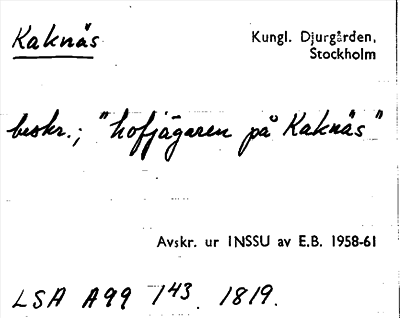 Kaknäs
Kungl. Djurgården,
Stockholm
beskr.; "hofjägaren på Kaknäs"
Avskr. ur INSSU av E.B. 1958-61
LSA A99 1⁴³. 1819.